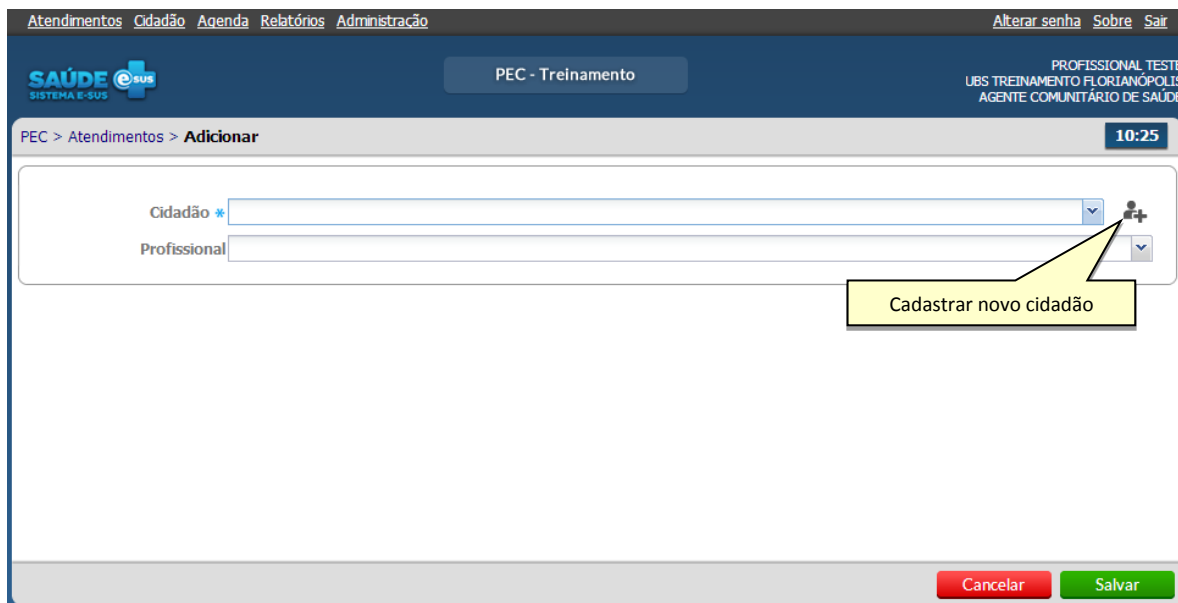 Atendimentos Cidadão Agenda Relatórios Administração Alterar senha Sobre Sair
SAÚDE e sus
SISTEMA E-SUS
PEC - Treinamento
PROFISSIONAL TESTE
UBS TREINAMENTO FLORIANÓPOLIS
AGENTE COMUNITÁRIO DE SAÚDE
PEC > Atendimentos > Adicionar 10:25
Cidadão *
Profissional
Cadastrar novo cidadão
Cancelar Salvar